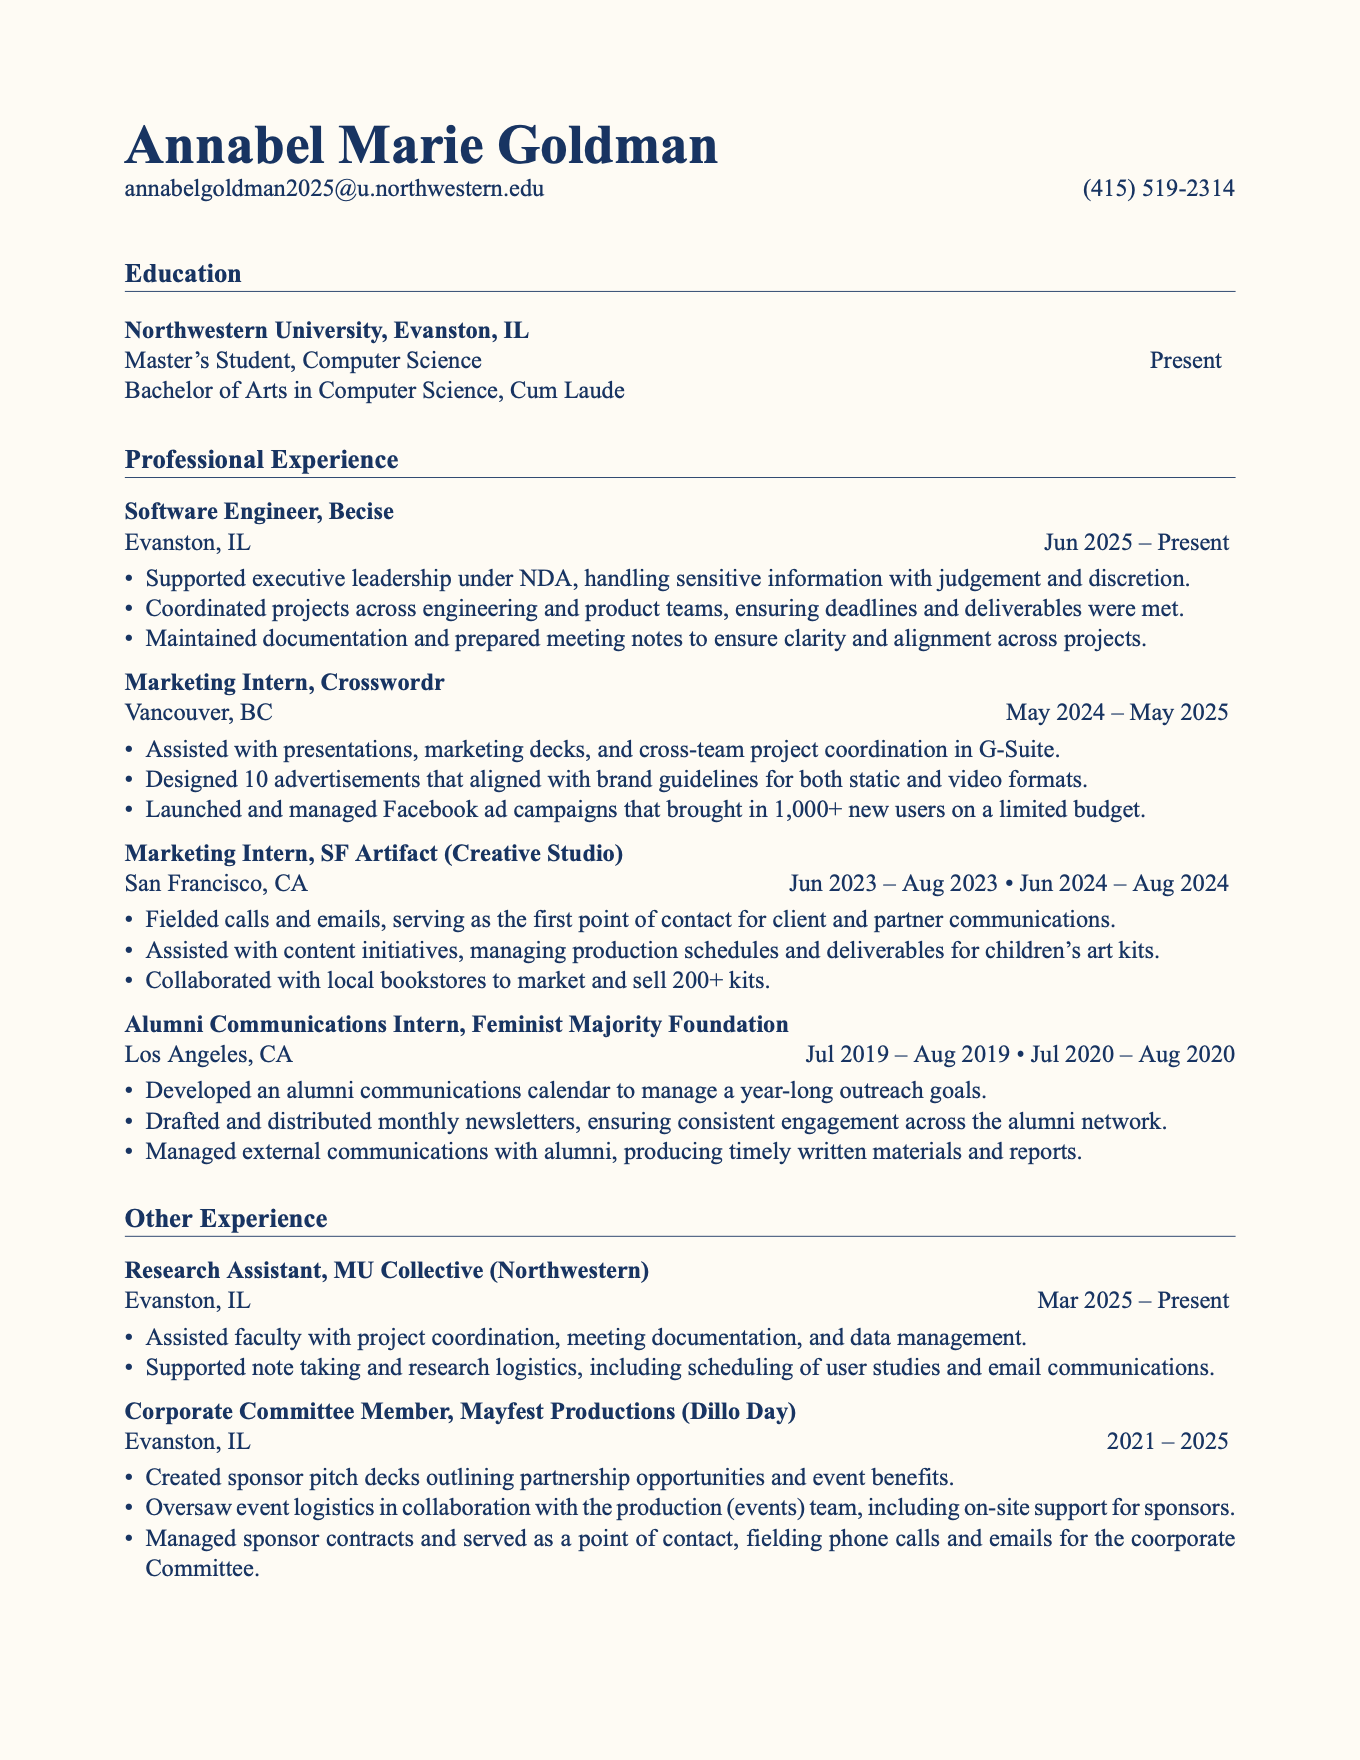 Annabel Marie Goldman
annabelgoldman2025@u.northwestern.edu (415) 519-2314
Education
Northwestern University, Evanston, IL
Master’s Student, Computer Science Present
Bachelor of Arts in Computer Science, Cum Laude
Professional Experience
Software Engineer, Becise
Evanston, IL Jun 2025 – Present
• Supported executive leadership under NDA, handling sensitive information with judgement and discretion.
• Coordinated projects across engineering and product teams, ensuring deadlines and deliverables were met.
• Maintained documentation and prepared meeting notes to ensure clarity and alignment across projects.
Marketing Intern, Crosswordr
Vancouver, BC May 2024 – May 2025
• Assisted with presentations, marketing decks, and cross-team project coordination in G-Suite.
• Designed 10 advertisements that aligned with brand guidelines for both static and video formats.
• Launched and managed Facebook ad campaigns that brought in 1,000+ new users on a limited budget.
Marketing Intern, SF Artifact (Creative Studio)
San Francisco, CA Jun 2023 – Aug 2023 • Jun 2024 – Aug 2024
• Fielded calls and emails, serving as the first point of contact for client and partner communications.
• Assisted with content initiatives, managing production schedules and deliverables for children’s art kits.
• Collaborated with local bookstores to market and sell 200+ kits.
Alumni Communications Intern, Feminist Majority Foundation
Los Angeles, CA Jul 2019 – Aug 2019 • Jul 2020 – Aug 2020
• Developed an alumni communications calendar to manage a year-long outreach goals.
• Drafted and distributed monthly newsletters, ensuring consistent engagement across the alumni network.
• Managed external communications with alumni, producing timely written materials and reports.
Other Experience
Research Assistant, MU Collective (Northwestern)
Evanston, IL Mar 2025 – Present
• Assisted faculty with project coordination, meeting documentation, and data management.
• Supported note taking and research logistics, including scheduling of user studies and email communications.
Corporate Committee Member, Mayfest Productions (Dillo Day)
Evanston, IL 2021 – 2025
• Created sponsor pitch decks outlining partnership opportunities and event benefits.
• Oversaw event logistics in collaboration with the production (events) team, including on-site support for sponsors.
• Managed sponsor contracts and served as a point of contact, fielding phone calls and emails for the coorporate
Committee.